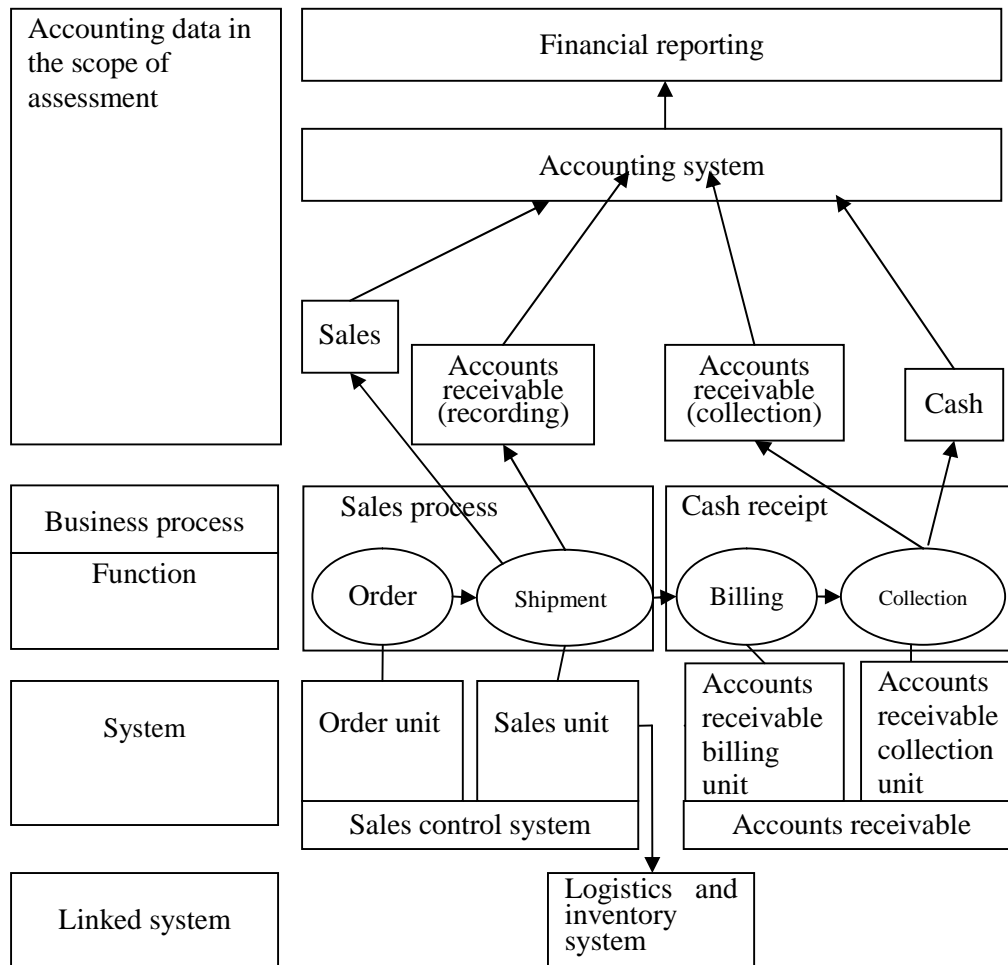 Accounting data in
the scope of
assessment
Financial reporting
Accounting system
Sales
Accounts
receivable
(recording)
Accounts
receivable
(collection)
Cash
Business process
Function
Sales process
Cash receipt
Order
Shipment
Billing
Collection
System
Order unit
Sales unit
Accounts
receivable
billing
unit
Accounts
receivable
collection
unit
Sales control system
Accounts receivable
Linked system
Logistics and
inventory
system